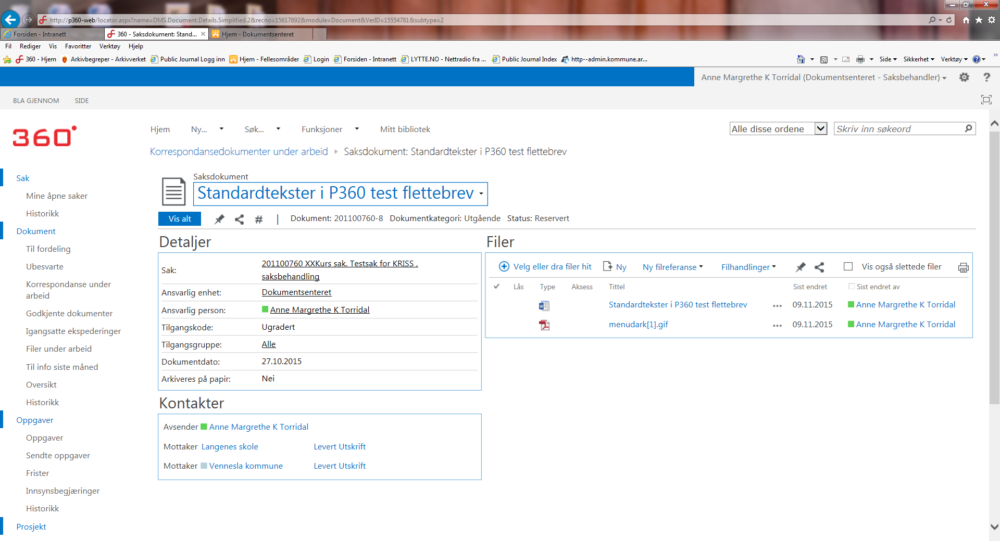 http://p360-web/locator.aspx?name=DMS.Document.Details.Simplified.2&recno=15617892&module=Document&VerID=15554781&subtype=2
Forsiden - Intranett
360 - Saksdokument: Stand...
Hjem - Dokumentsenteret
Fil Rediger Vis Favoritter Verktøy Hjelp
360 - Hjem Arkivbegreper - Arkivverket Public Journal Logg inn Hjem - Fellesområder Login Forsiden - Intranett LYTTE.NO - Nettradio fra ... Public Journal Index http--admin.kommune.ar... Side Sikkerhet Verktøy
Anne Margrethe K Torridal (Dokumentsenteret - Saksbehandler)
BLA GJENNOM SIDE
360°
Hjem Ny... Søk... Funksjoner Mitt bibliotek
Alle disse ordene
Skriv inn søkeord
Korrespondansedokumenter under arbeid Saksdokument: Standardtekster i P360 test flettebrev
Sak
Mine åpne saker
Historikk
Dokument
Til fordeling
Ubesvarte
Korrespondanse under
arbeid
Godkjente dokumenter
Igangsatte ekspederinger
Filer under arbeid
Til info siste måned
Oversikt
Historikk
Oppgaver
Oppgaver
Sendte oppgaver
Frister
Innsynsbegjæringer
Historikk
Prosjekt
Saksdokument
Standardtekster i P360 test flettebrev
Vis alt # | Dokument: 201100760-8 Dokumentkategori: Utgående Status: Reservert
Detaljer
Sak: 201100760 XXKurs sak. Testsak for KRISS ,
saksbehandling
Ansvarlig enhet: Dokumentsenteret
Ansvarlig person: Anne Margrethe K Torridal
Tilgangskode: Ugradert
Tilgangsgruppe: Alle
Dokumentdato: 27.10.2015
Arkiveres på papir: Nei
Kontakter
Avsender Anne Margrethe K Torridal
Mottaker Langenes skole Levert Utskrift
Mottaker Vennesla kommune Levert Utskrift
Filer
Velg eller dra filer hit Ny Ny filreferanse Filhandlinger Vis også slettede filer
Lås Type Aksess Tittel Sist endret Sist endret av
Standardtekster i P360 test flettebrev ... 09.11.2015 Anne Margrethe K Torridal
menudark[1].gif ... 09.11.2015 Anne Margrethe K Torridal